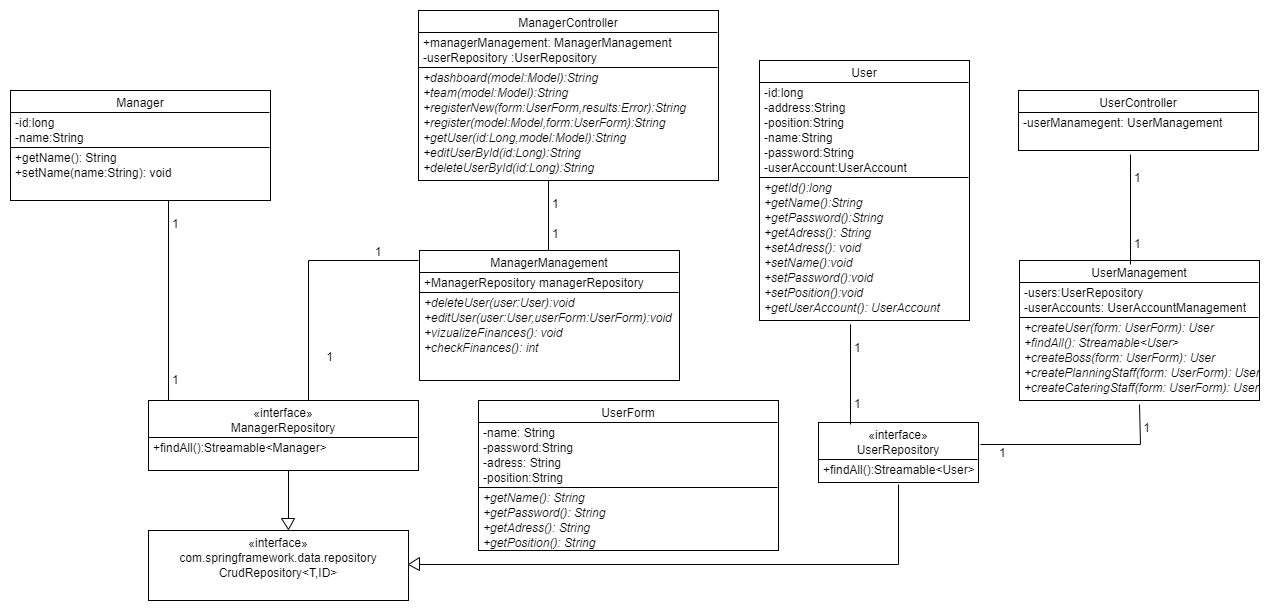 ManagerController
+managerManagement: ManagerManagement
-userRepository :UserRepository
+dashboard(model:Model):String
+team(model:Model):String
+registerNew(form:UserForm,results:Error):String
+register(model:Model,form:UserForm):String
+getUser(id:Long,model:Model):String
+editUserById(id:Long):String
+deleteUserById(id:Long):String
Manager
-id:long
-name:String
+getName(): String
+setName(name:String): void
User
-id:long
-address:String
-position:String
-name:String
-password:String
-userAccount:UserAccount
+getId():long
+getName():String
+getPassword():String
+getAdress(): String
+setAdress(): void
+setName():void
+setPassword():void
+setPosition():void
+getUserAccount(): UserAccount
UserController
-userManamegent: UserManagement
1
1
1
1
1
1
1
1
ManagerManagement
+ManagerRepository managerRepository
+deleteUser(user:User):void
+editUser(user:User,userForm:UserForm):void
+vizualizeFinances(): void
+checkFinances(): int
UserManagement
-users:UserRepository
-userAccounts: UserAccountManagement
+createUser(form: UserForm): User
+findAll(): Streamable<User>
+createBoss(form: UserForm): User
+createPlanningStaff(form: UserForm): User
+createCateringStaff(form: UserForm): User
1
1
1
1
«interface»
ManagerRepository
+findAll():Streamable<Manager>
UserForm
-name: String
-password:String
-adress: String
-position:String
+getName(): String
+getPassword(): String
+getAdress(): String
+getPosition(): String
«interface»
UserRepository
+findAll():Streamable<User>
«interface»
com.springframework.data.repository
CrudRepository<T,ID>